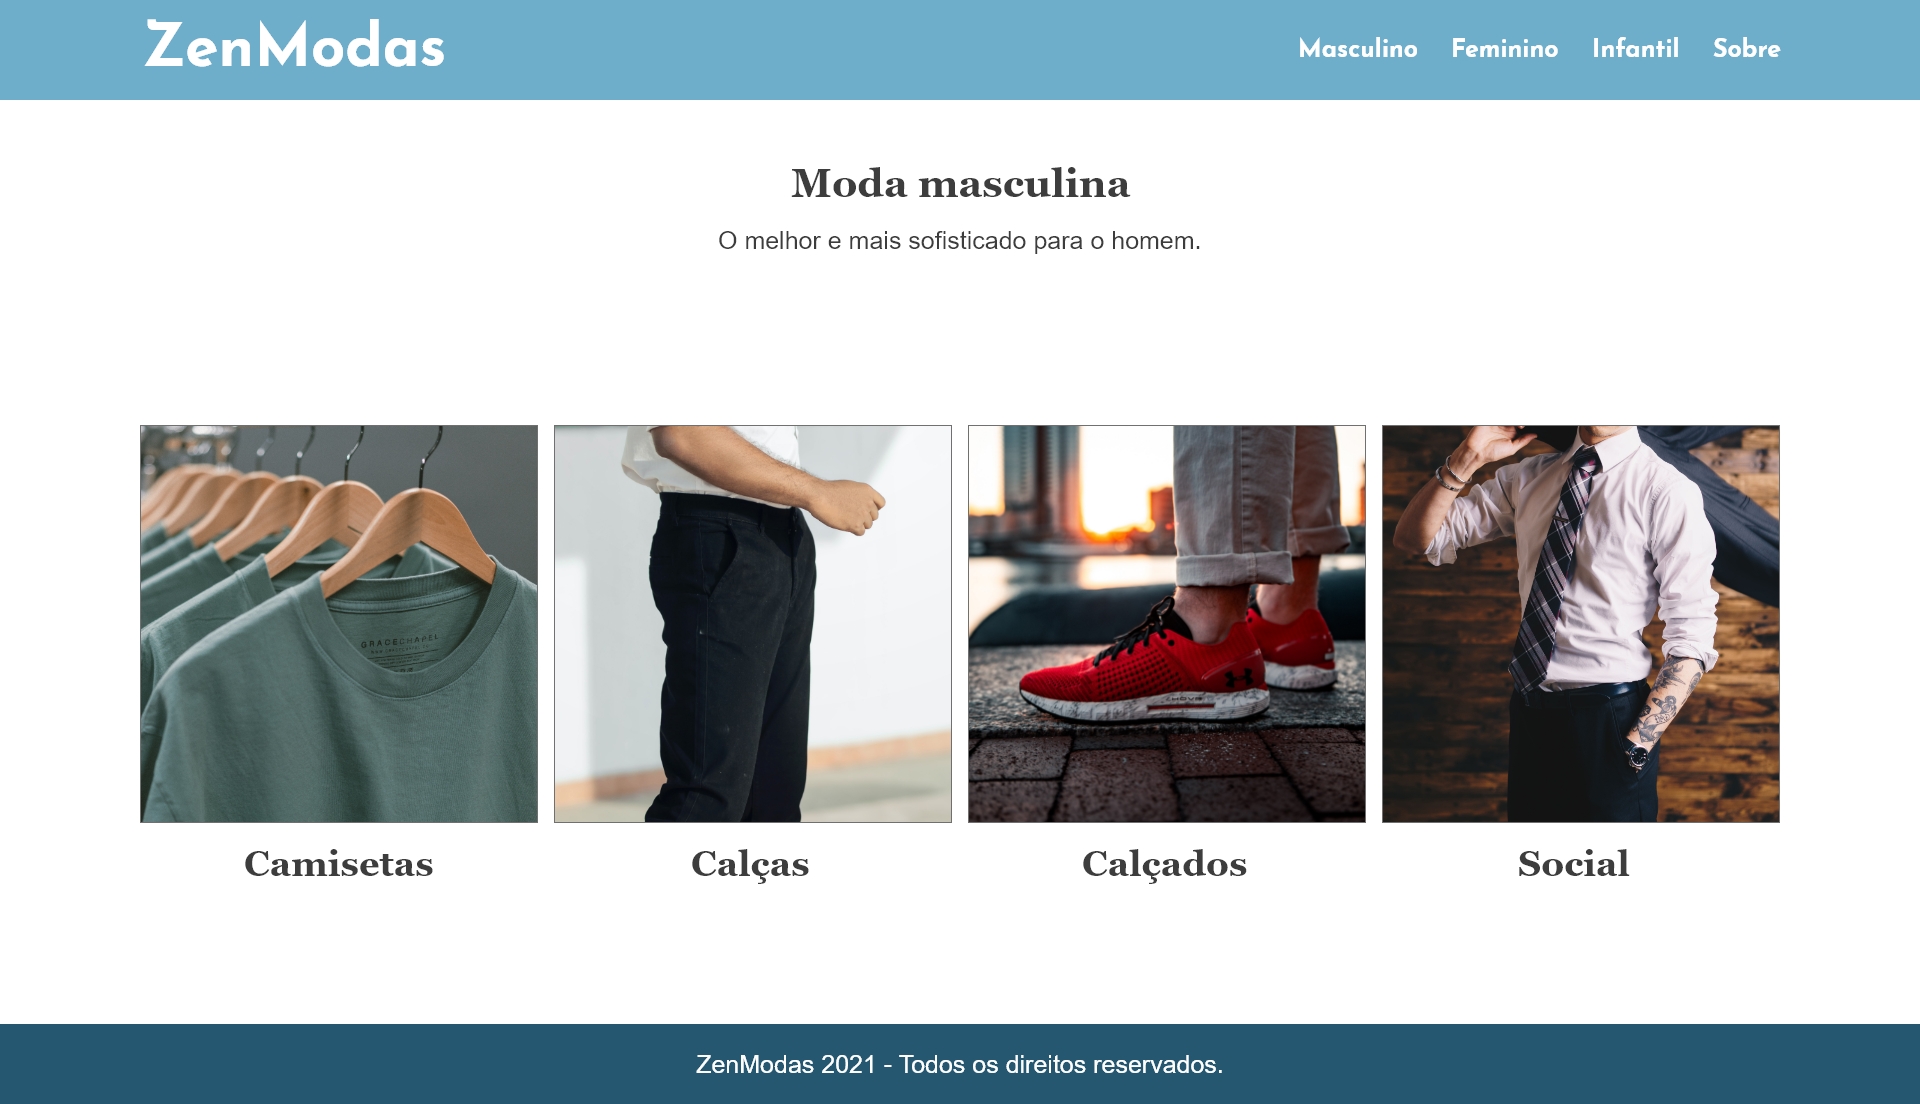 ZenModas
Masculino Feminino Infantil Sobre
Moda masculina
O melhor e mais sofisticado para o homem.
GRACECHAPEL
Camisetas Calças Calçados Social
ZenModas 2021 - Todos os direitos reservados.